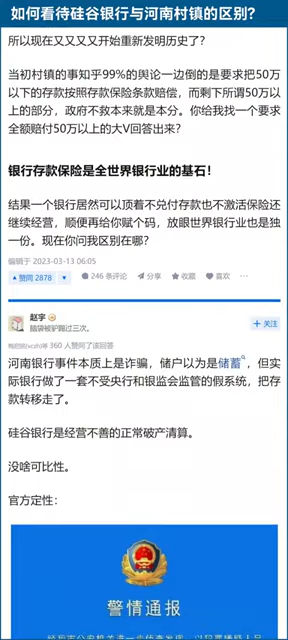 如何看待硅谷银行与河南村镇的区别?
所以现在又又又又开始重新发明历史了?
当初村镇的事知乎99%的舆论一边倒的是要求把50万
以下的存款按照存款保险条款赔偿，而剩下所谓50万以
上的部分，政府不救本来就是本分。你给我找一个要求
全额赔付50万以上的大V回答出来?
银行存款保险是全世界银行业的基石!
结果一个银行居然可以顶着不兑付存款也不激活保险还
继续经营，顺便再给你赋个码，放眼世界银行业也是独
一份。现在你问我区别在哪?
编辑于 2023-03-13 06:05
赞同 2878
246 条评论
分享
收藏
喜欢
赵宇
脑袋被驴踢过三次。
+ 关注
360 人赞同了该回答
河南银行事件本质上是诈骗，储户以为是储蓄，但实
际银行做了一套不受央行和银监会监管的假系统，把存
款转移走了。
硅谷银行是经营不善的正常破产清算。
没啥可比性。
官方定性:
警情通报